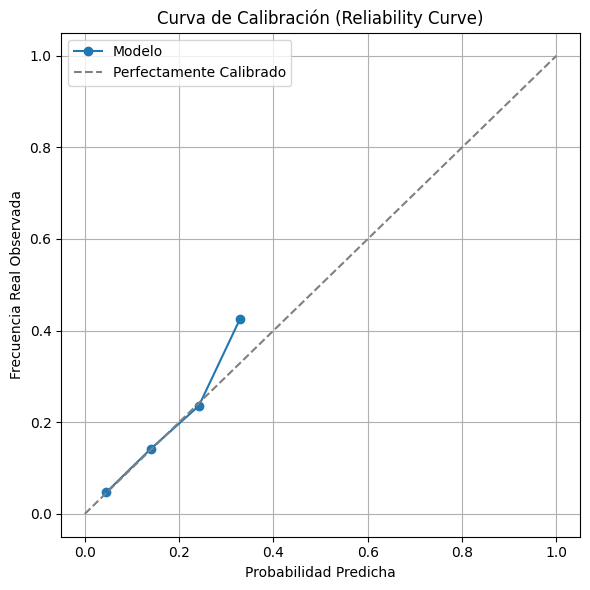 Curva de Calibración (Reliability Curve)
Modelo
Perfectamente Calibrado
1.0
0.8
0.6
0.4
0.2
0.0
Frecuencia Real Observada
0.0 0.2 0.4 0.6 0.8 1.0
Probabilidad Predicha